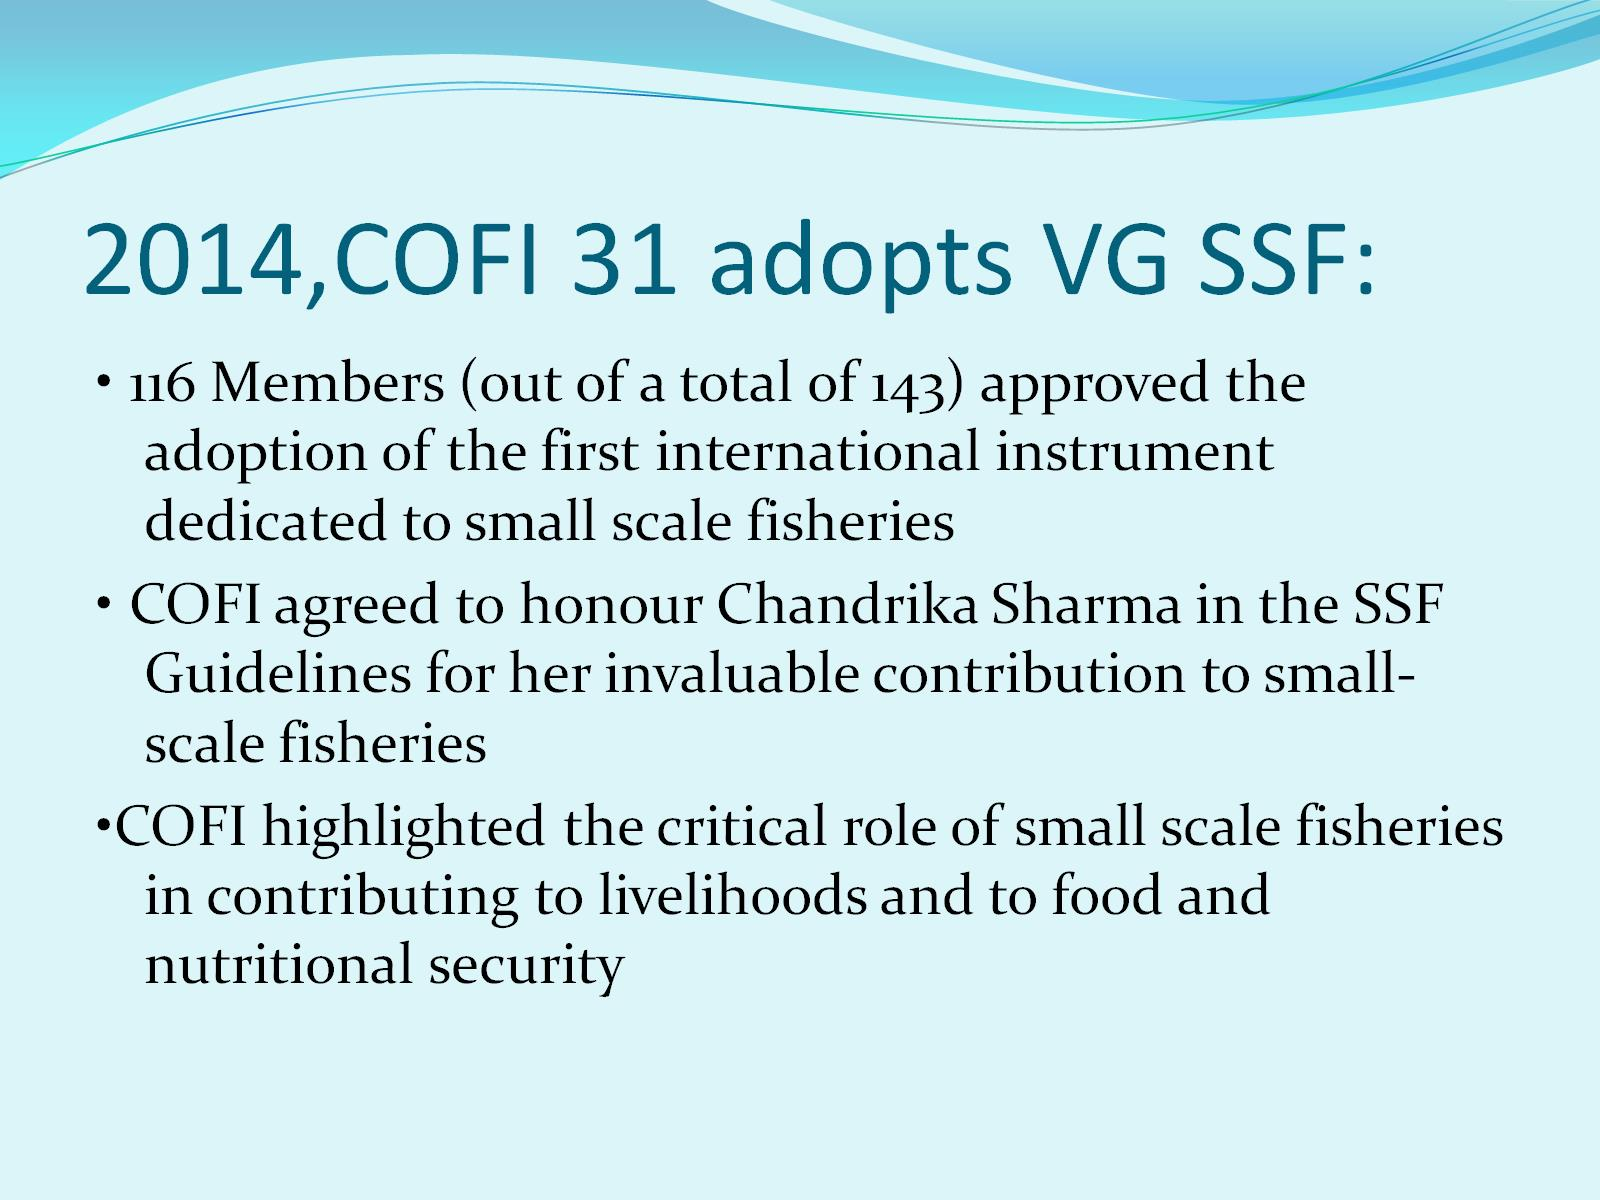 2014,COFI 31 adopts VG SSF:
• 116 Members (out of a total of 143) approved the
adoption of the first international instrument
dedicated to small scale fisheries
• COFI agreed to honour Chandrika Sharma in the SSF
Guidelines for her invaluable contribution to small-
scale fisheries
•COFI highlighted the critical role of small scale fisheries
in contributing to livelihoods and to food and
nutritional security